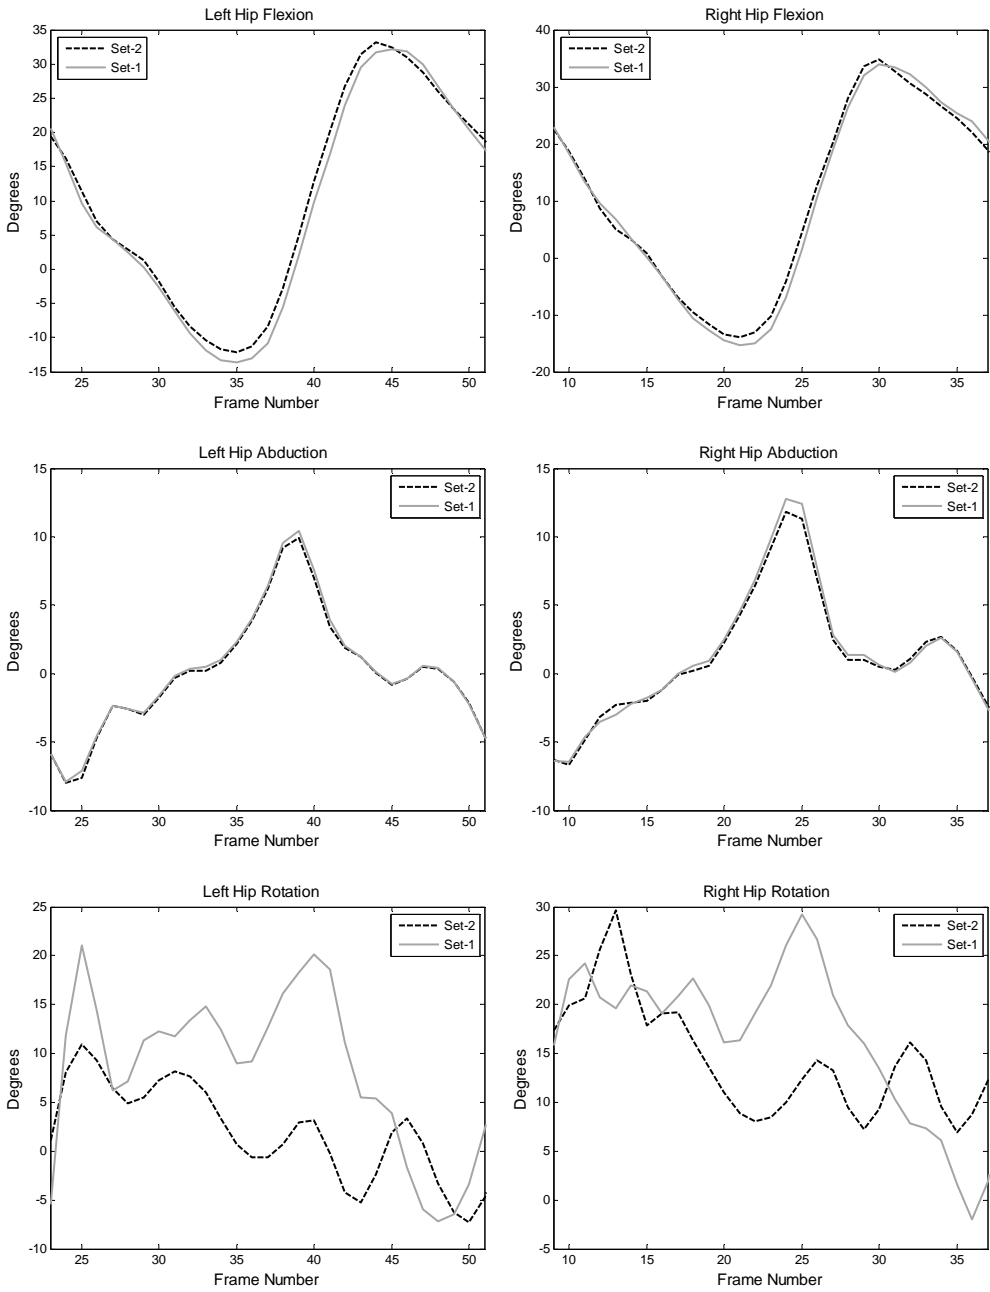 Left Hip Flexion
35
30
25
20
15
10
5
0
-5
-10
-15
Degrees
Set-2
Set-1
25 30 35 40 45 50
Frame Number
Right Hip Flexion
40
30
20
10
0
-10
-20
Degrees
Set-2
Set-1
10 15 20 25 30 35
Frame Number
Left Hip Abduction
15
10
5
0
-5
-10
Degrees
Set-2
Set-1
25 30 35 40 45 50
Frame Number
Right Hip Abduction
15
10
5
0
-5
-10
Degrees
Set-2
Set-1
10 15 20 25 30 35
Frame Number
Left Hip Rotation
25
20
15
10
5
0
-5
-10
Degrees
Set-2
Set-1
25 30 35 40 45 50
Frame Number
Right Hip Rotation
30
25
20
15
10
5
0
-5
Degrees
Set-2
Set-1
10 15 20 25 30 35
Frame Number